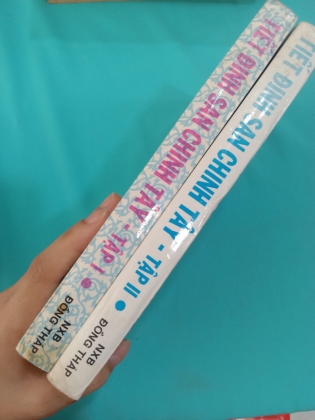 TIẾT ĐINH SAN CHINH TÂY - TẬP I
NXB
ĐỒNG THÁP
TIẾT ĐINH SAN CHINH TÂY - TẬP II
NXB
ĐỒNG THÁP